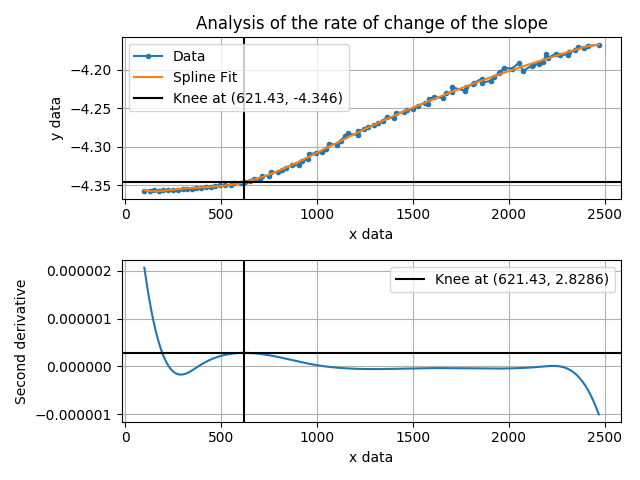 Analysis of the rate of change of the slope
Data
Spline Fit
Knee at (621.43, -4.346)
y data
−4.20
−4.25
−4.30
−4.35
0 500 1000 1500 2000 2500
x data
Knee at (621.43, 2.8286)
Second derivative
0.000002
0.000001
0.000000
−0.000001
0 500 1000 1500 2000 2500
x data